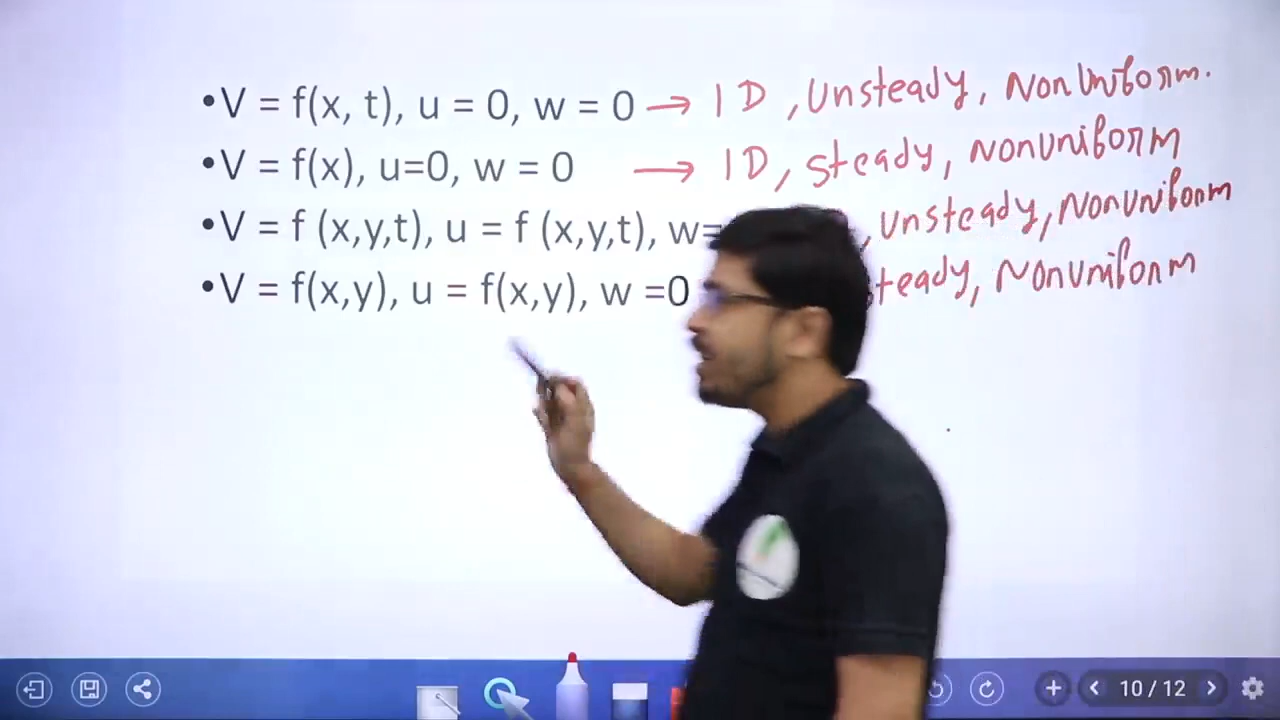 •V = f(x, t), u = 0, w = 0 → 1D, Unsteady, Nonuniform.
•V = f(x), u=0, w = 0 → 1D, steady, Nonuniform
•V = f (x,y,t), u = f (x,y,t), w= , Unsteady, Nonuniform
•V = f(x,y), u = f(x,y), w =0 teady, Nonuniform
10 / 12